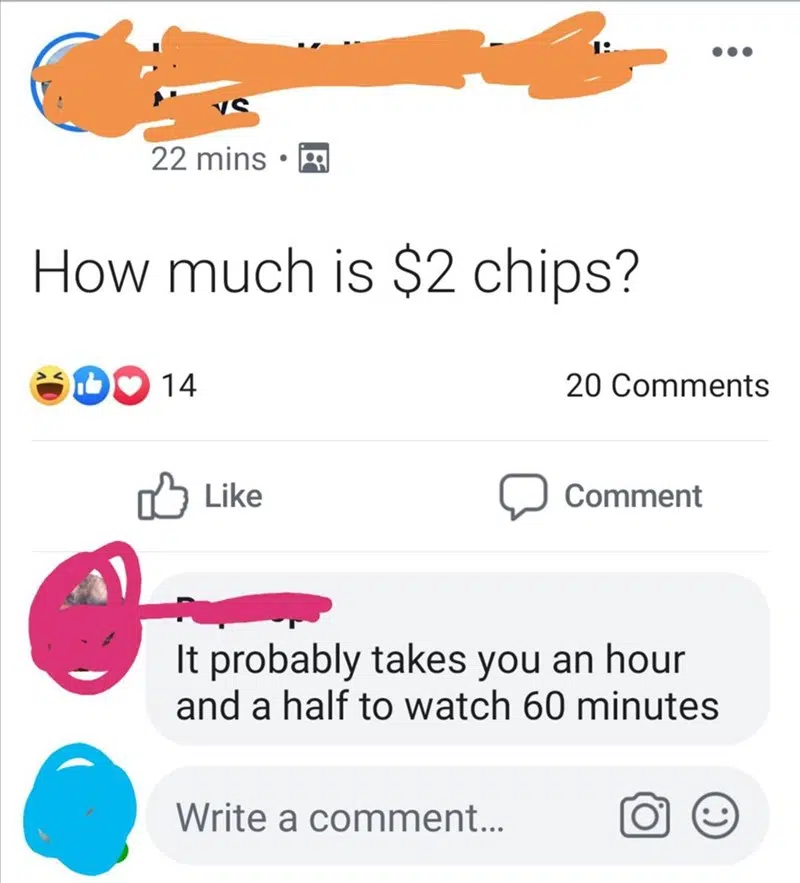 22 mins •
How much is $2 chips?
14
20 Comments
Like
Comment
It probably takes you an hour
and a half to watch 60 minutes
Write a comment...